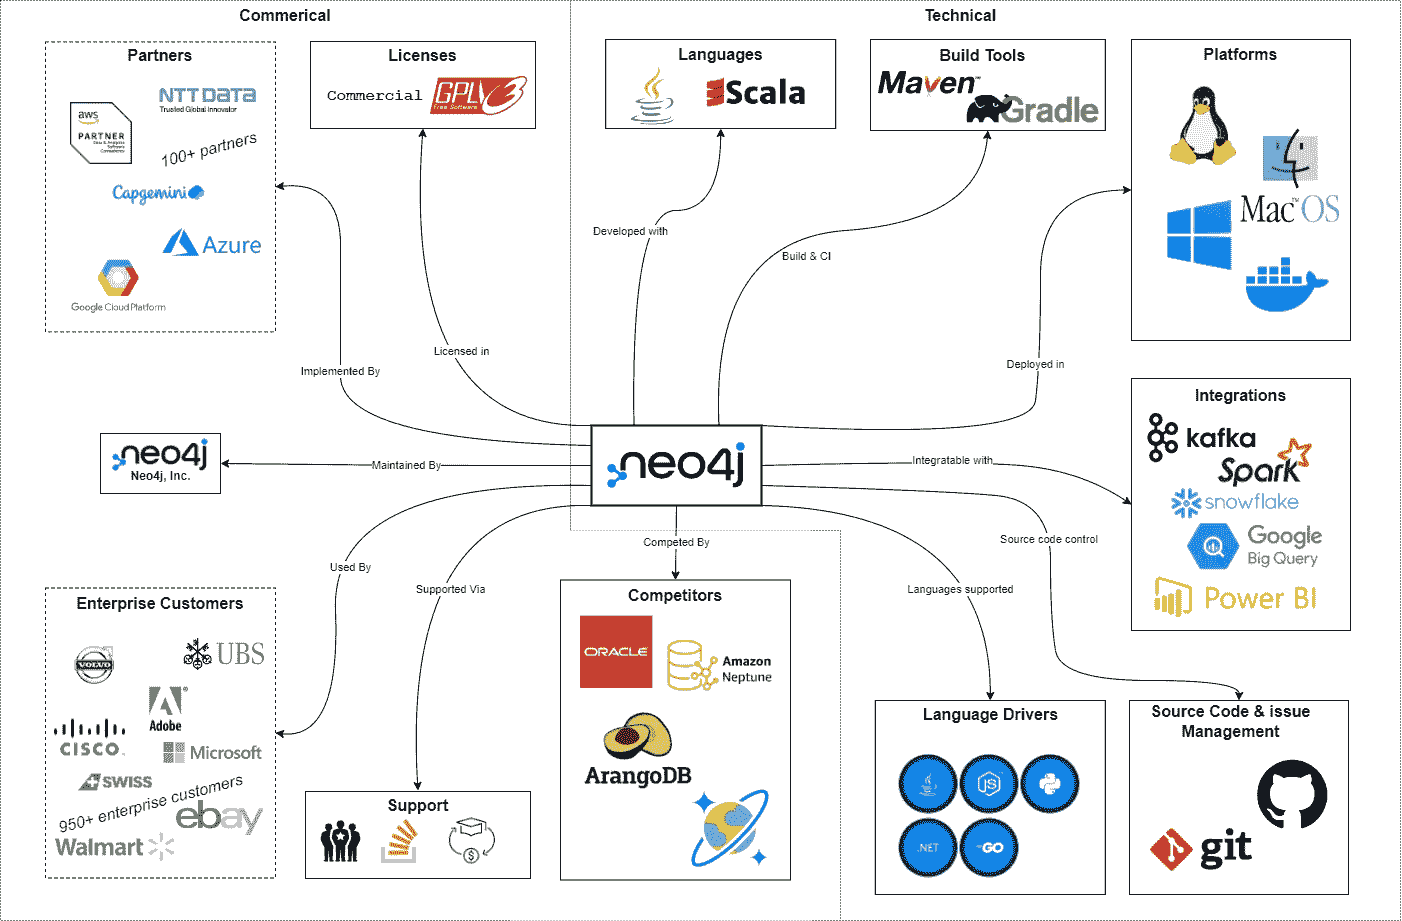 Commerical
Technical
Partners
aws
PARTNER
NTT DATA
Trusted Global Innovator
100+ partners
Capgemini
Azure
Google Cloud Platform
Licenses
Commercial
GPLv3
Free Software
Languages
Scala
Build Tools
Maven™
Gradle
Platforms
Mac™OS
Developed with
Build & CI
Licensed in
Implemented By
Deployed in
neo4j
Neo4j, Inc.
Maintained By
neo4j
Integratable with
Integrations
kafka
Spark
snowflake
Google
Big Query
Power BI
Used By
Supported Via
Competed By
Languages supported
Source code control
Enterprise Customers
VOLVO
UBS
Adobe
CISCO
Microsoft
SWISS
950+ enterprise customers
ebay
Walmart
Support
Competitors
ORACLE
Amazon
Neptune
ArangoDB
Language Drivers
JS
.NET
GO
Source Code & issue
Management
git